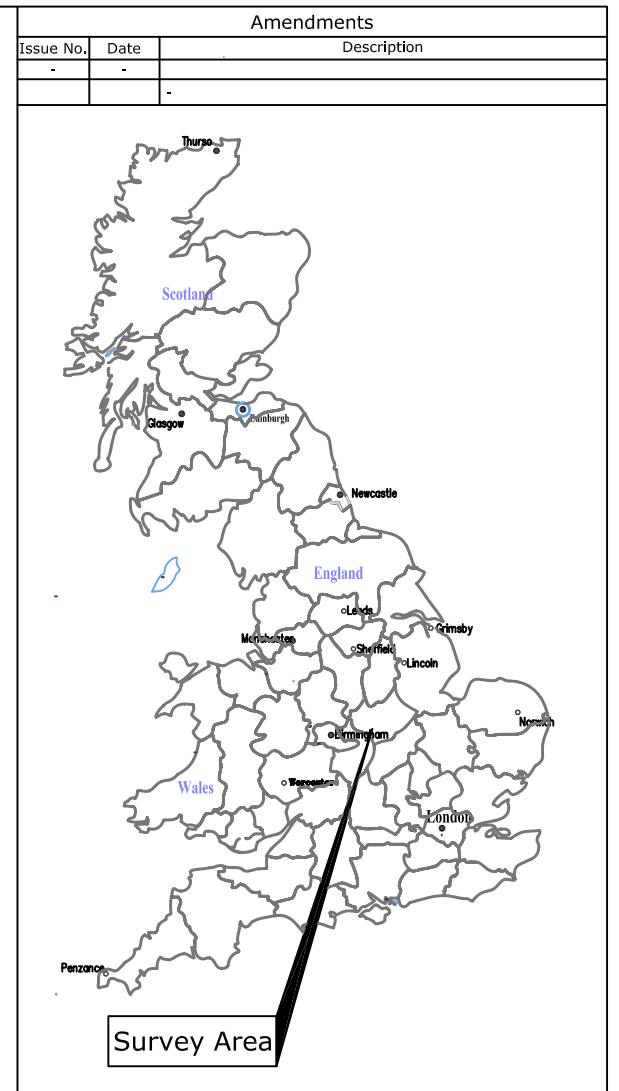 Amendments
Issue No. Date Description
- -
-
Thurso
Scotland
Glasgow
Edinburgh
Newcastle
England
Leeds
Grimsby
Manchester
Sheffield
Lincoln
Norwich
Birmingham
Wales
Worcester
London
Penzance
Survey Area